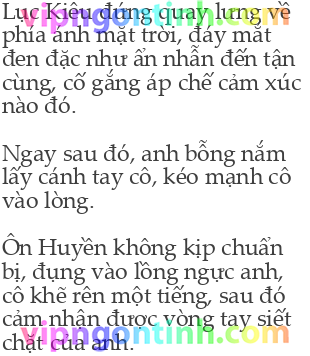 Lục Kiêu đứng quay lưng về
phía ánh mặt trời, đáy mắt
đen đặc như ẩn nhẫn đến tận
cùng, cố gắng áp chế cảm xúc
nào đó.
Ngay sau đó, anh bỗng nắm
lấy cánh tay cô, kéo mạnh cô
vào lòng.
Ôn Huyền không kịp chuẩn
bị, đụng vào lồng ngực anh,
cô khẽ rên một tiếng, sau đó
cảm nhận được vòng tay siết
chặt của anh.
vipngontinh.com
vipngontinh.com